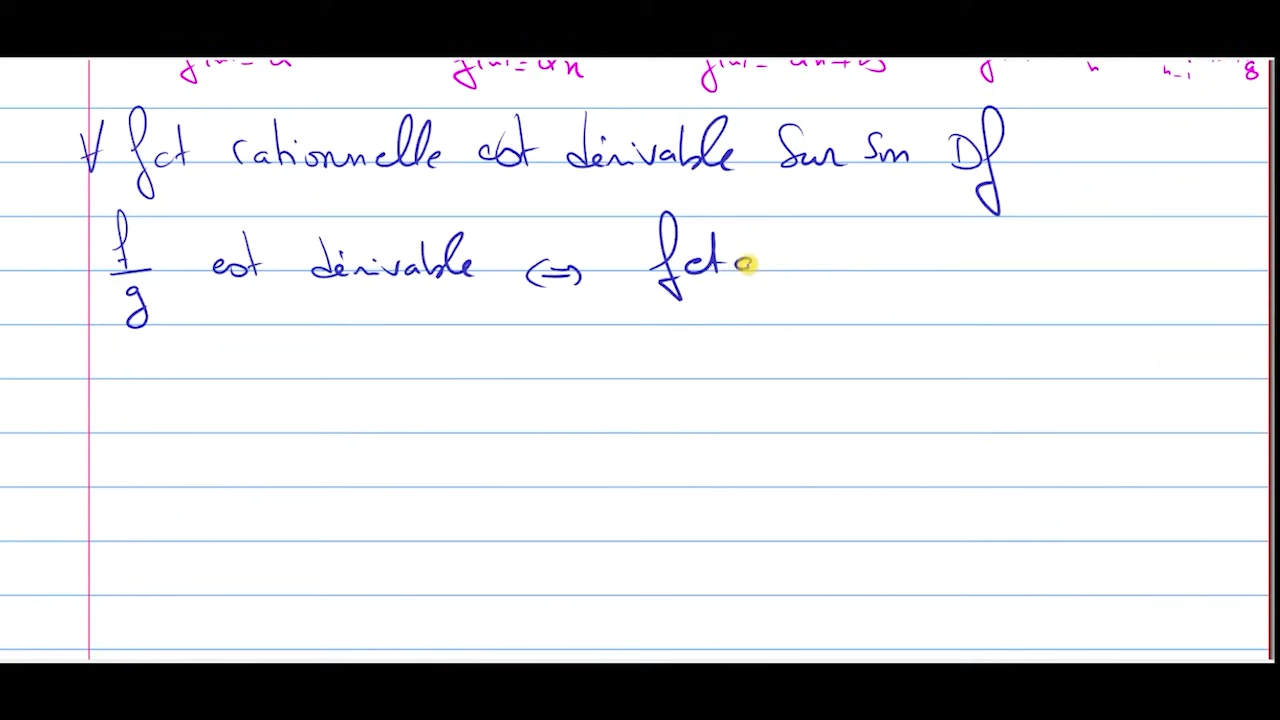 ∀ fct rationnelle est dérivable sur son Df
f/g est dérivable ⇔ fct